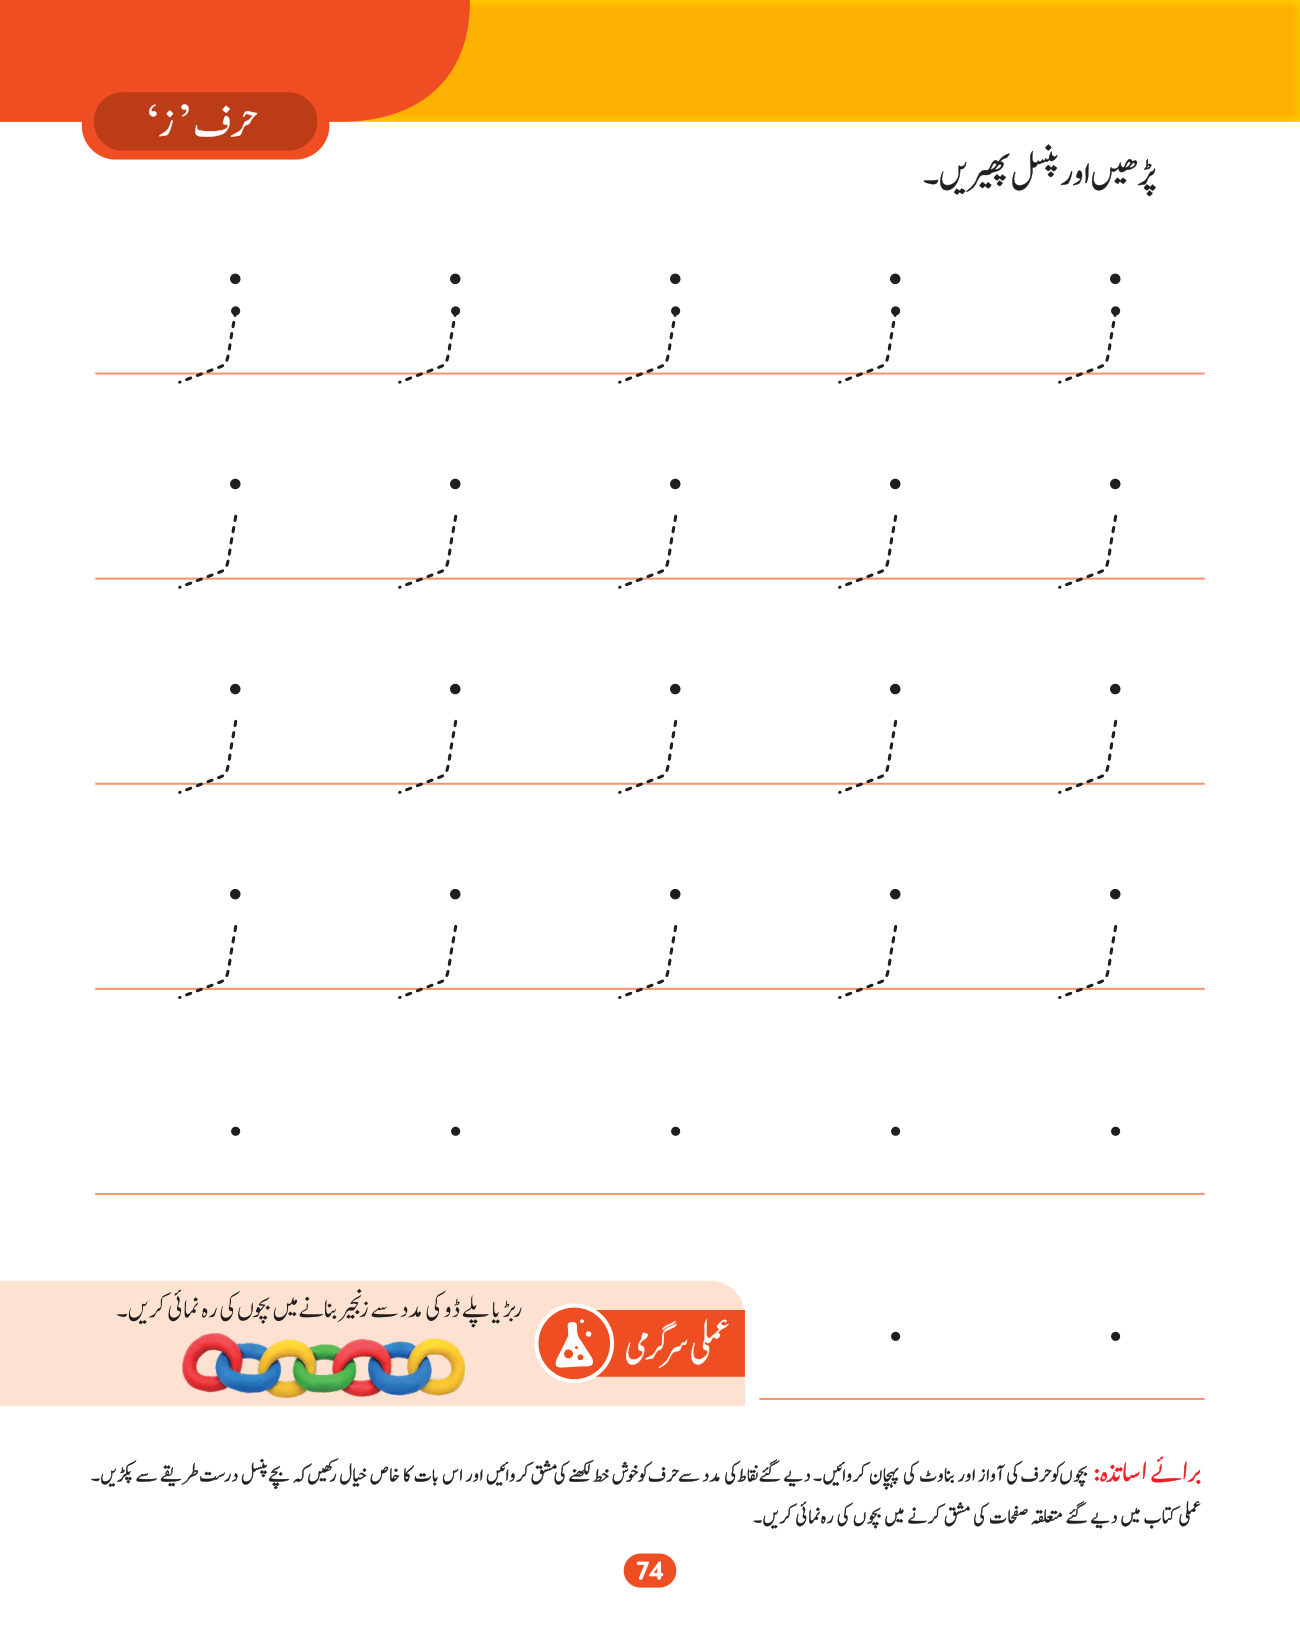 حرف ’ز‘
پڑھیں اور پنسل پھیریں۔
ز ز ز ز ز
ز ز ز ز ز
ز ز ز ز ز
ز ز ز ز ز
ربڑ یا پلے ڈو کی مدد سے زنجیر بنانے میں بچوں کی رہ نمائی کریں۔
عملی سرگرمی
برائے اساتذہ: بچوں کو حرف کی آواز اور بناوٹ کی پہچان کروائیں۔ دیے گئے نقاط کی مدد سے حرف کو خوش خط لکھنے کی مشق کروائیں اور اس بات کا خاص خیال رکھیں کہ بچے پنسل درست طریقے سے پکڑیں۔
عملی کتاب میں دیے گئے متعلقہ صفحات کی مشق کرنے میں بچوں کی رہ نمائی کریں۔
74